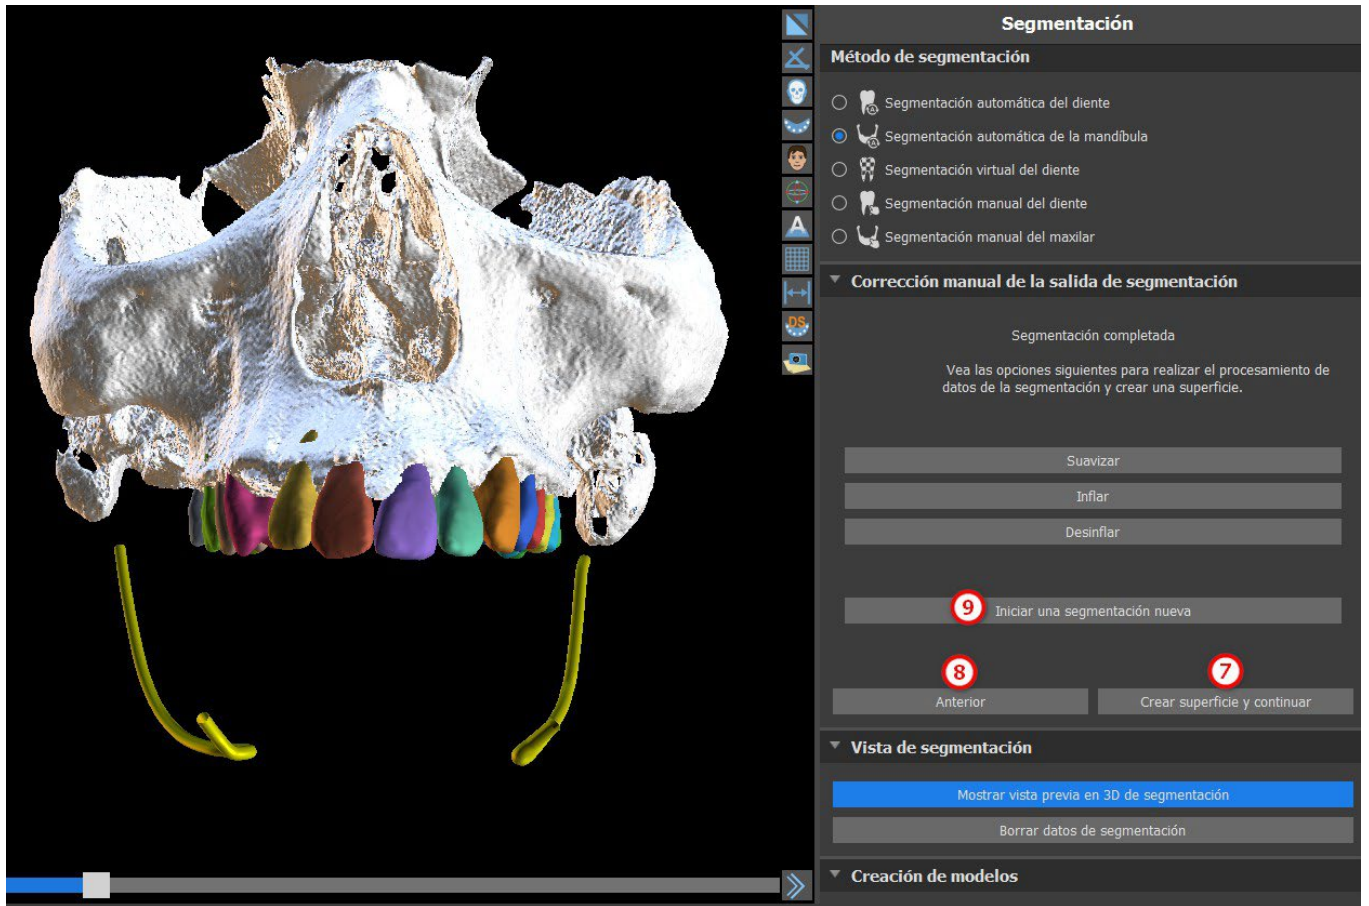 Segmentación
Método de segmentación
Segmentación automática del diente
Segmentación automática de la mandíbula
Segmentación virtual del diente
Segmentación manual del diente
Segmentación manual del maxilar
Corrección manual de la salida de segmentación
Segmentación completada
Vea las opciones siguientes para realizar el procesamiento de
datos de la segmentación y crear una superficie.
Suavizar
Inflar
Desinflar
9 Iniciar una segmentación nueva
8
7
Anterior
Crear superficie y continuar
Vista de segmentación
Mostrar vista previa en 3D de segmentación
Borrar datos de segmentación
Creación de modelos
A
DS